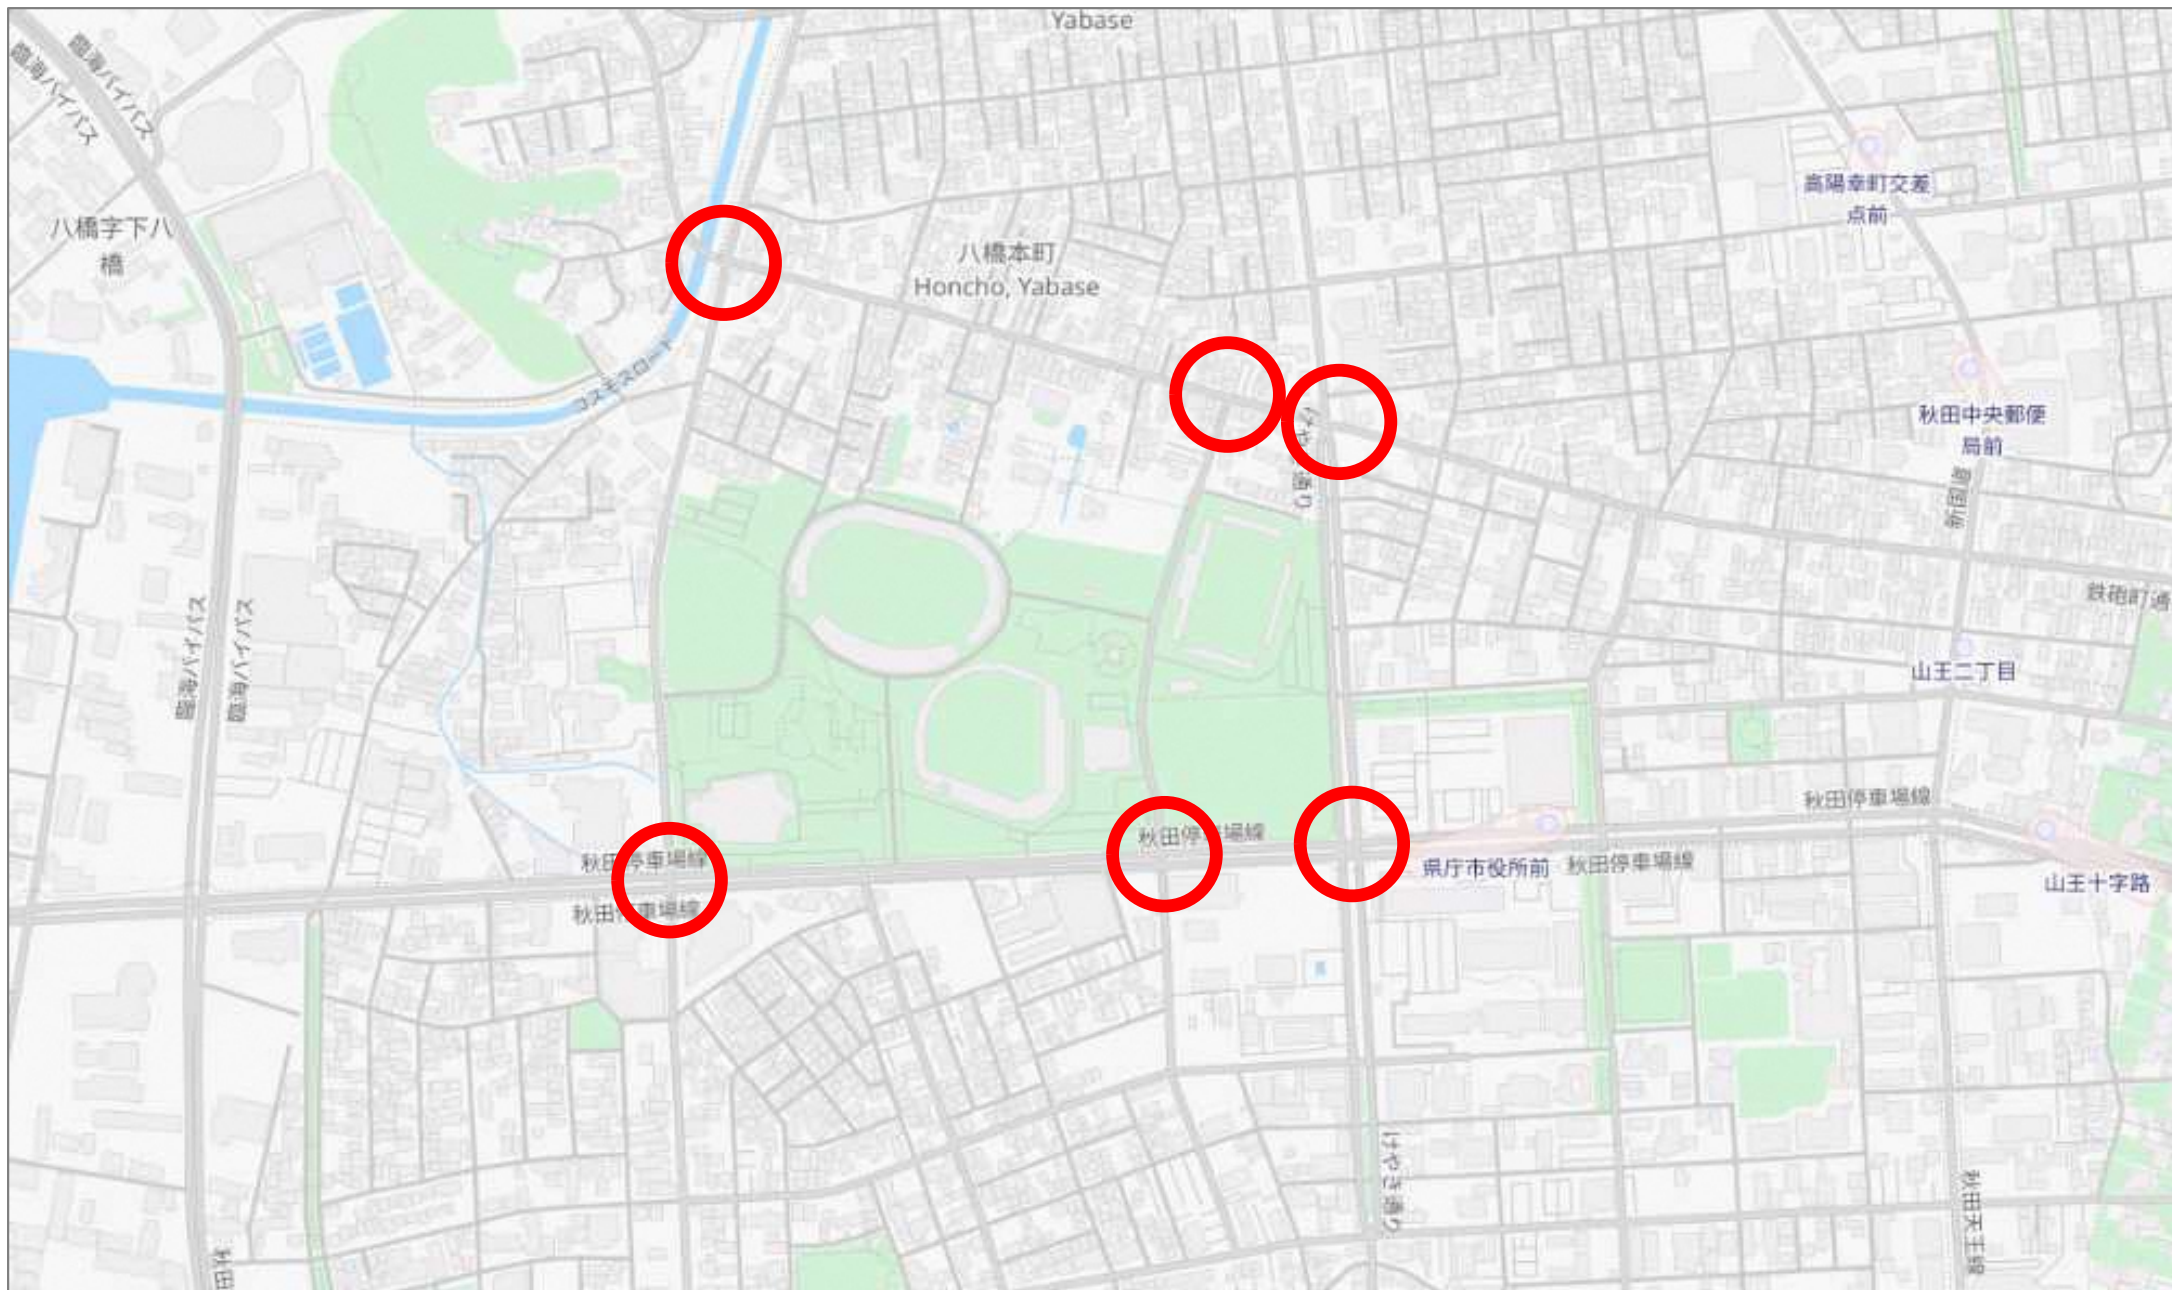 Yabase
臨海バイパス
臨海バイパス
高陽幸町交差
点前
八橋字下八
橋
八橋本町
Honcho, Yabase
コスモスロード
けやき通り
秋田中央郵便
局前
鉄砲町通
臨海バイパス
臨海バイパス
山王二丁目
秋田停車場線
秋田停車場線
秋田停車場線
県庁市役所前
秋田停車場線
山王十字路
秋田停車場線
けやき通り
秋田天王線
秋田